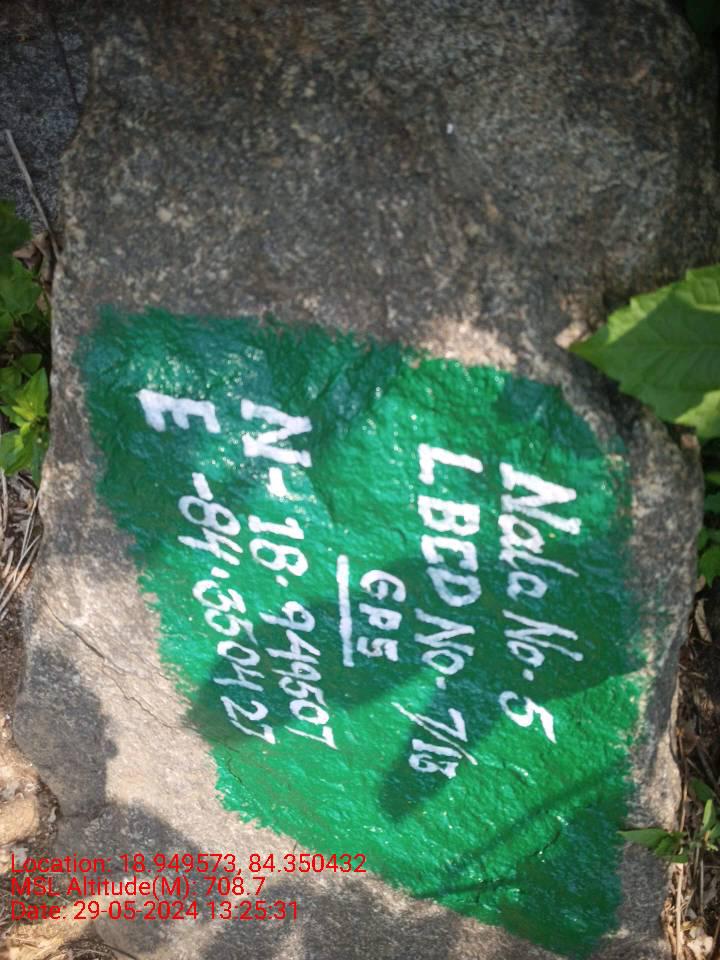 Nala No. 5
LBCD No. 7/13
GPS
N-18.949507
E-84.350427
Location: 18.949573, 84.350432
MSL Altitude(M): 708.7
Date: 29-05-2024 13:25:31